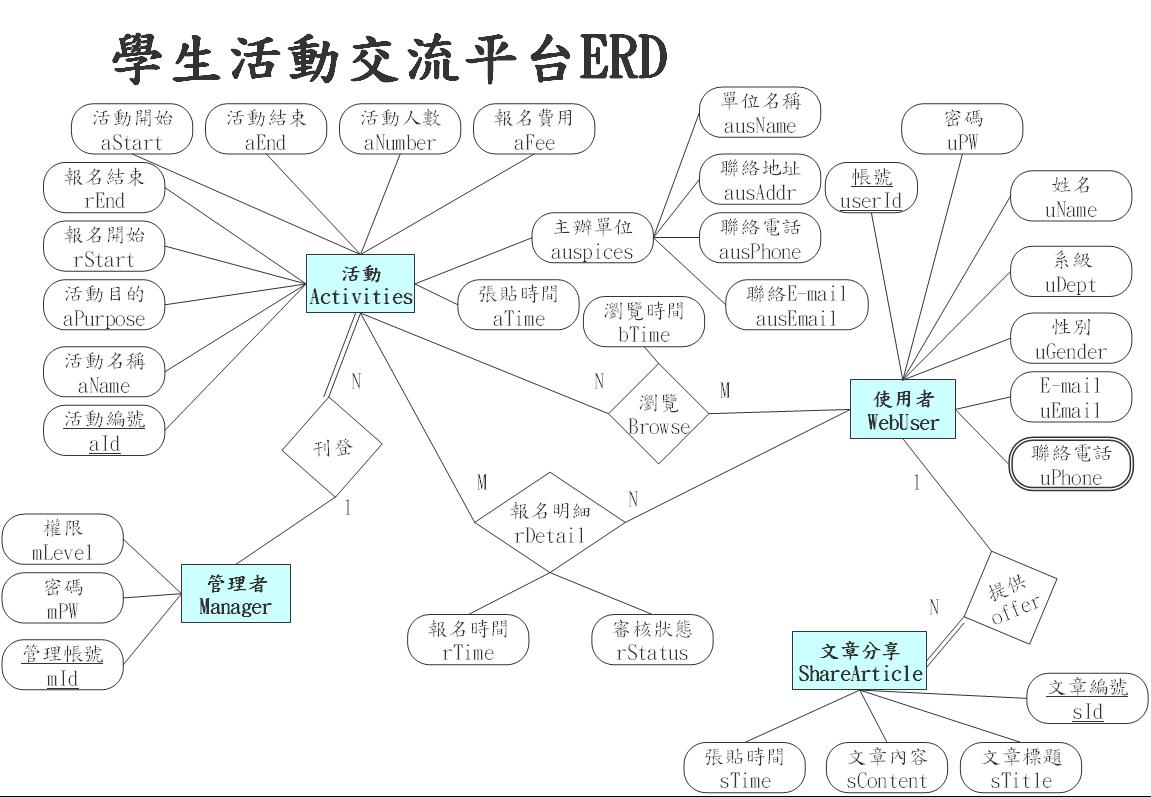 學生活動交流平台ERD
活動開始
aStart
活動結束
aEnd
活動人數
aNumber
報名費用
aFee
單位名稱
ausName
密碼
uPW
報名結束
rEnd
聯絡地址
ausAddr
帳號
userId
姓名
uName
報名開始
rStart
主辦單位
auspices
聯絡電話
ausPhone
系級
uDept
活動
Activities
活動目的
aPurpose
張貼時間
aTime
瀏覽時間
bTime
聯絡E-mail
ausEmail
性別
uGender
活動名稱
aName
N
N
M
E-mail
uEmail
活動編號
aId
刊登
瀏覽
Browse
使用者
WebUser
聯絡電話
uPhone
1
M
N
1
報名明細
rDetail
權限
mLevel
管理者
Manager
密碼
mPW
提供
offer
N
管理帳號
mId
報名時間
rTime
審核狀態
rStatus
文章分享
ShareArticle
文章編號
sId
張貼時間
sTime
文章內容
sContent
文章標題
sTitle